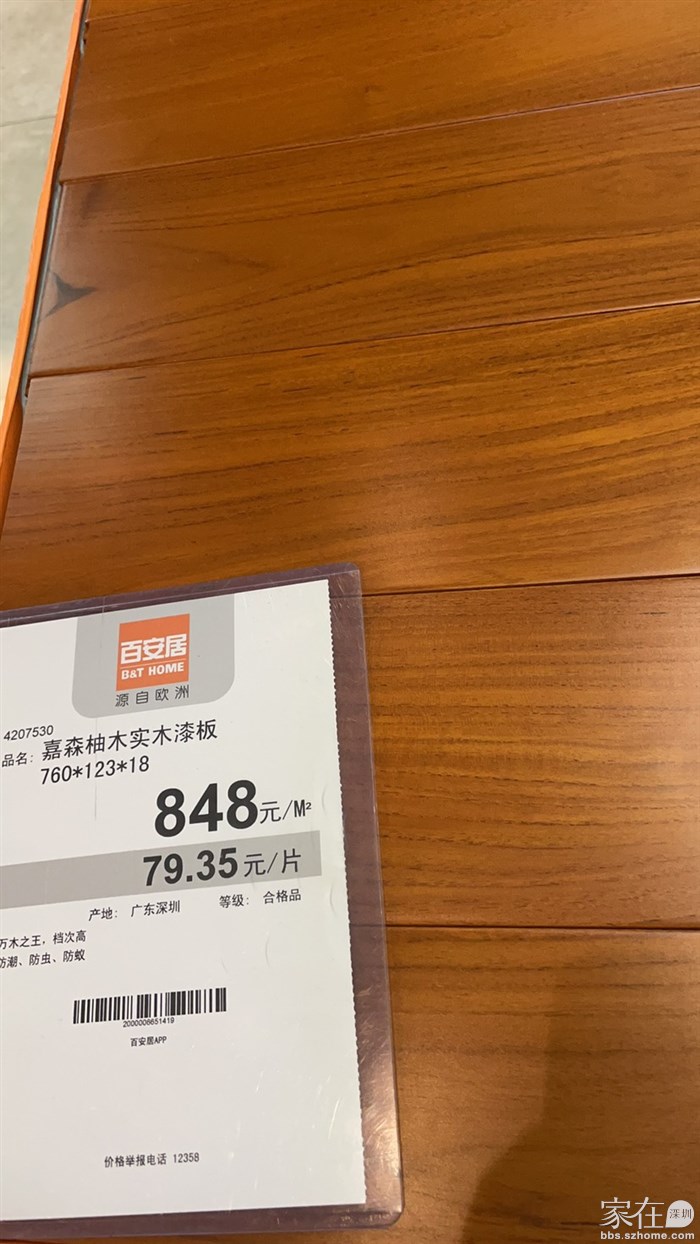 百安居
B&T HOME
源自欧洲
4207530
品名：嘉森柚木实木漆板
760*123*18
848元/M²
79.35元/片
产地： 广东深圳 等级： 合格品
万木之王，档次高
防潮、防虫、防蚁
2000006651419
百安居APP
价格举报电话 12358
家在深圳
bbs.szhome.com